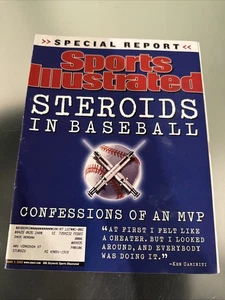 SPECIAL REPORT
Sports
Illustrated
STEROIDS
IN BASEBALL
CONFESSIONS OF AN MVP
"AT FIRST I FELT LIKE
A CHEATER. BUT I LOOKED
AROUND, AND EVERYBODY
WAS DOING IT."
–KEN CAMINITI